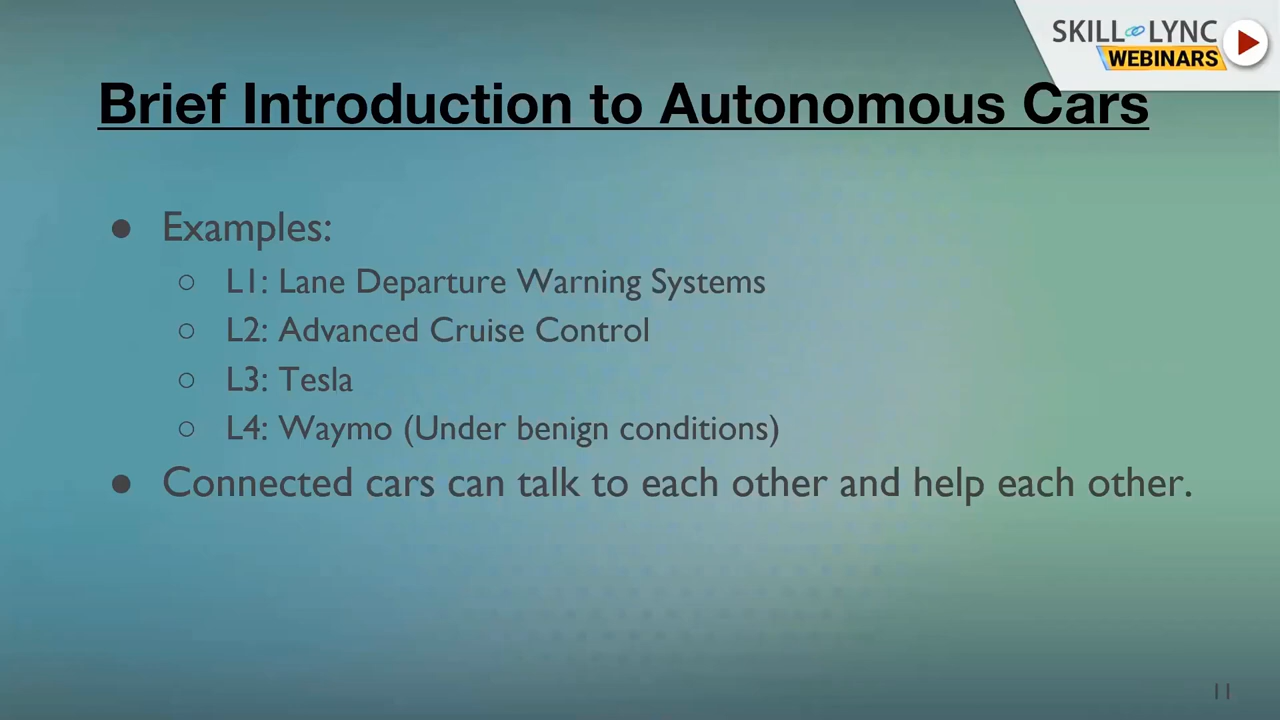 SKILL LYNC
WEBINARS
Brief Introduction to Autonomous Cars
● Examples:
○ L1: Lane Departure Warning Systems
○ L2: Advanced Cruise Control
○ L3: Tesla
○ L4: Waymo (Under benign conditions)
● Connected cars can talk to each other and help each other.
11